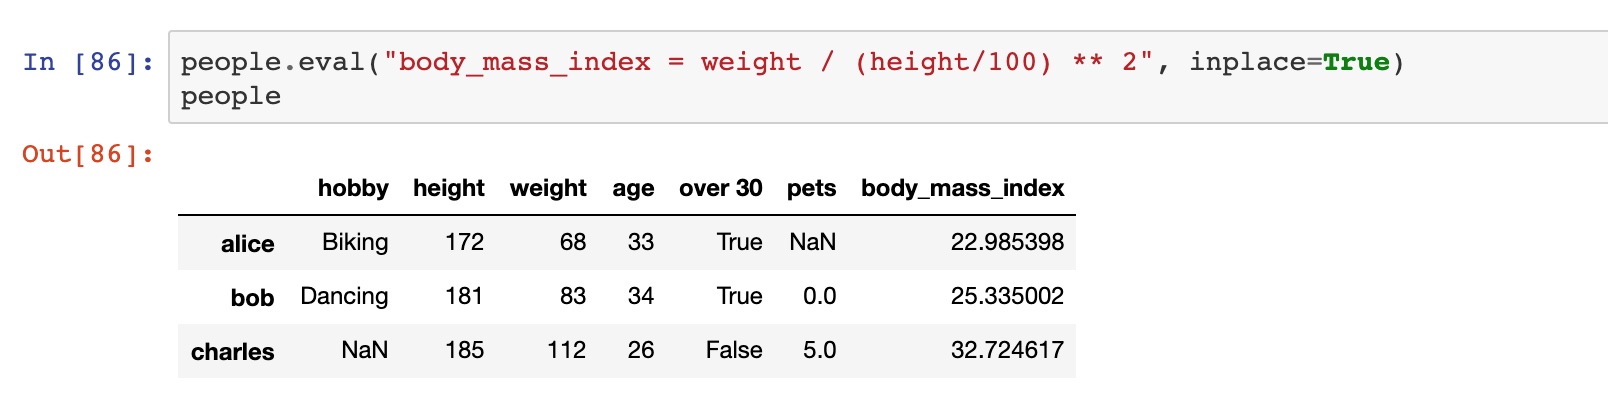 In [86]: people.eval("body_mass_index = weight / (height/100) ** 2", inplace=True)
people
Out[86]:
hobby height weight age over 30 pets body_mass_index
alice Biking 172 68 33 True NaN 22.985398
bob Dancing 181 83 34 True 0.0 25.335002
charles NaN 185 112 26 False 5.0 32.724617